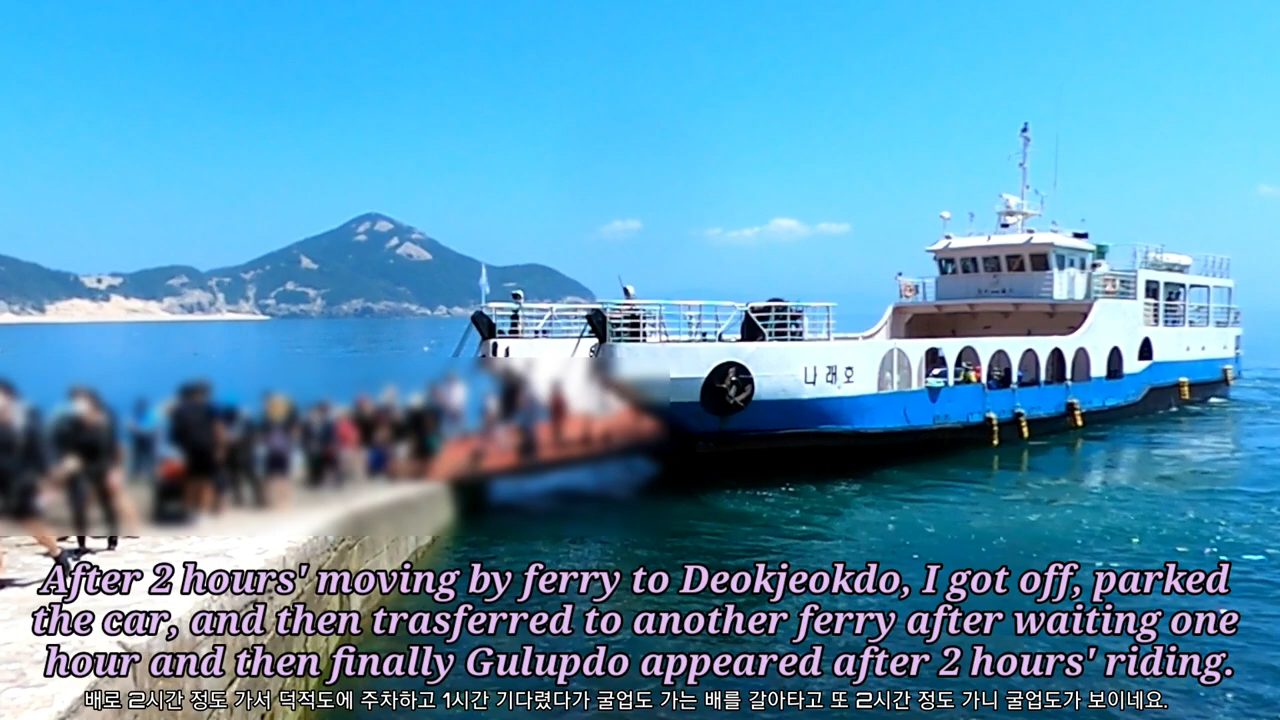 나래호
After 2 hours' moving by ferry to Deokjeokdo, I got off, parked
the car, and then trasferred to another ferry after waiting one
hour and then finally Gulupdo appeared after 2 hours' riding.
배로 2시간 정도 가서 덕적도에 주차하고 1시간 기다렸다가 굴업도 가는 배를 갈아타고 또 2시간 정도 가니 굴업도가 보이네요.